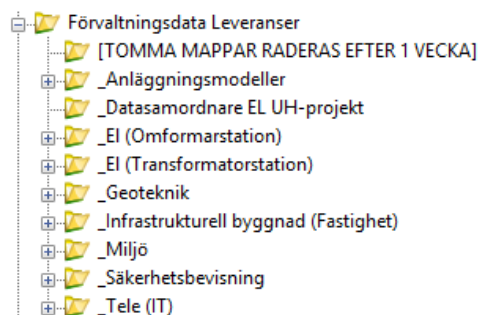 Förvaltningsdata Leveranser
[TOMMA MAPPAR RADERAS EFTER 1 VECKA]
_Anläggningsmodeller
_Datasamordnare EL UH-projekt
_El (Omformarstation)
_El (Transformatorstation)
_Geoteknik
_Infrastrukturell byggnad (Fastighet)
_Miljö
_Säkerhetsbevisning
_Tele (IT)